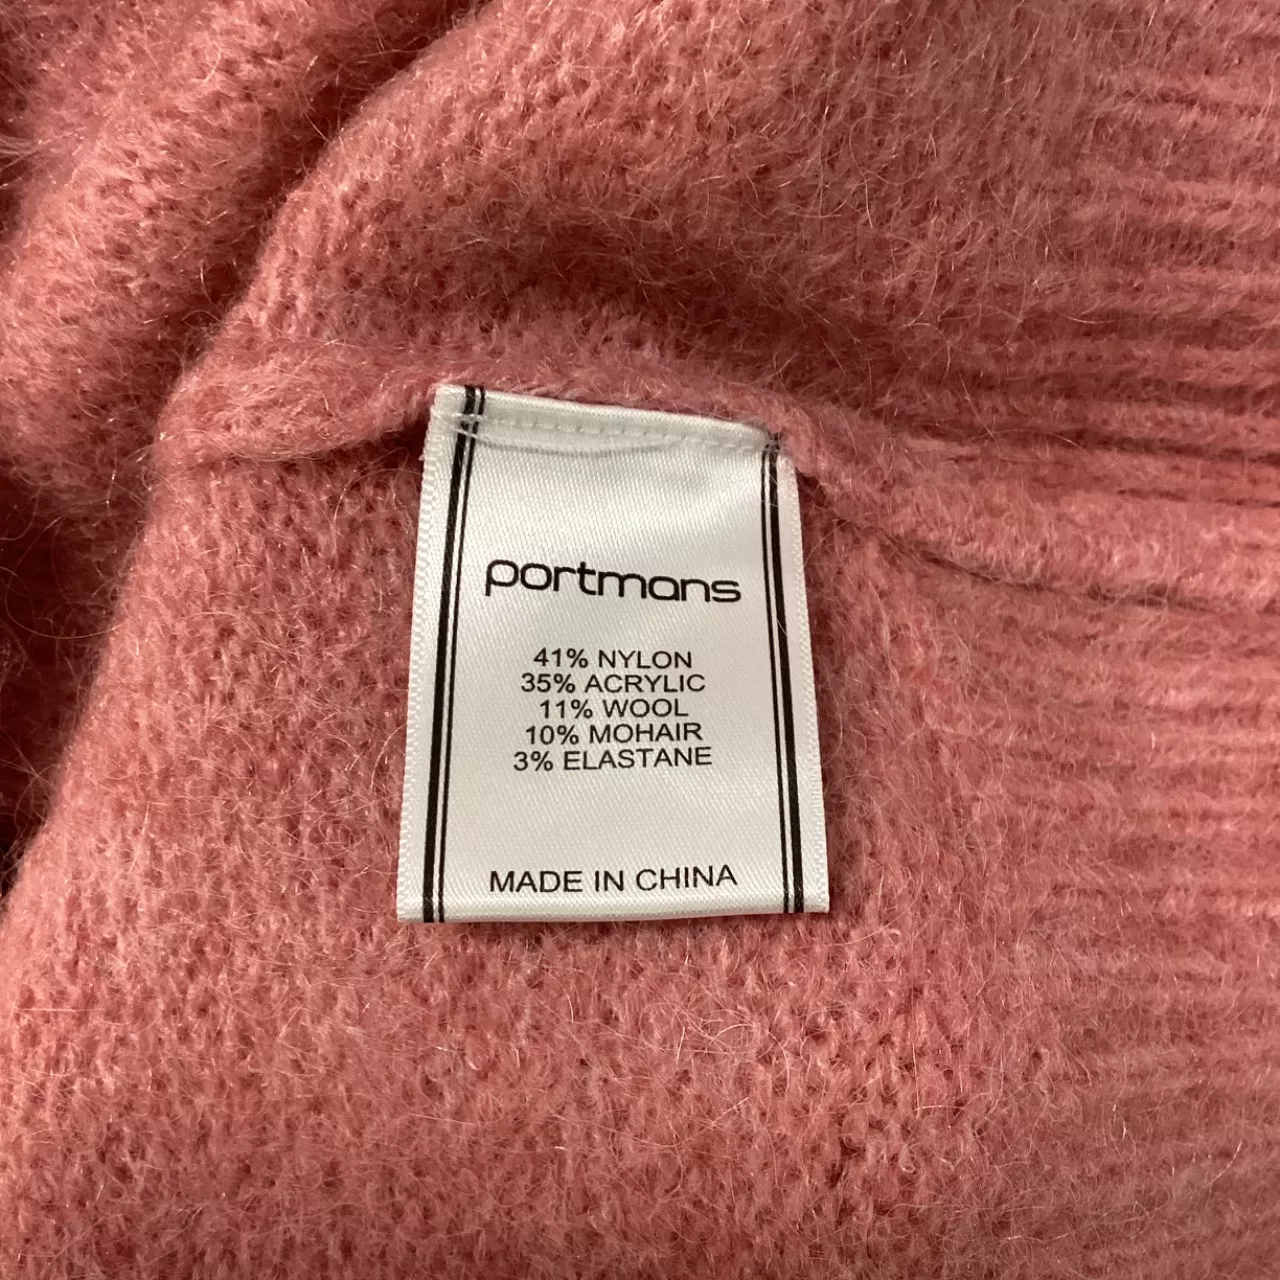 portmans
41% NYLON
35% ACRYLIC
11% WOOL
10% MOHAIR
3% ELASTANE
MADE IN CHINA